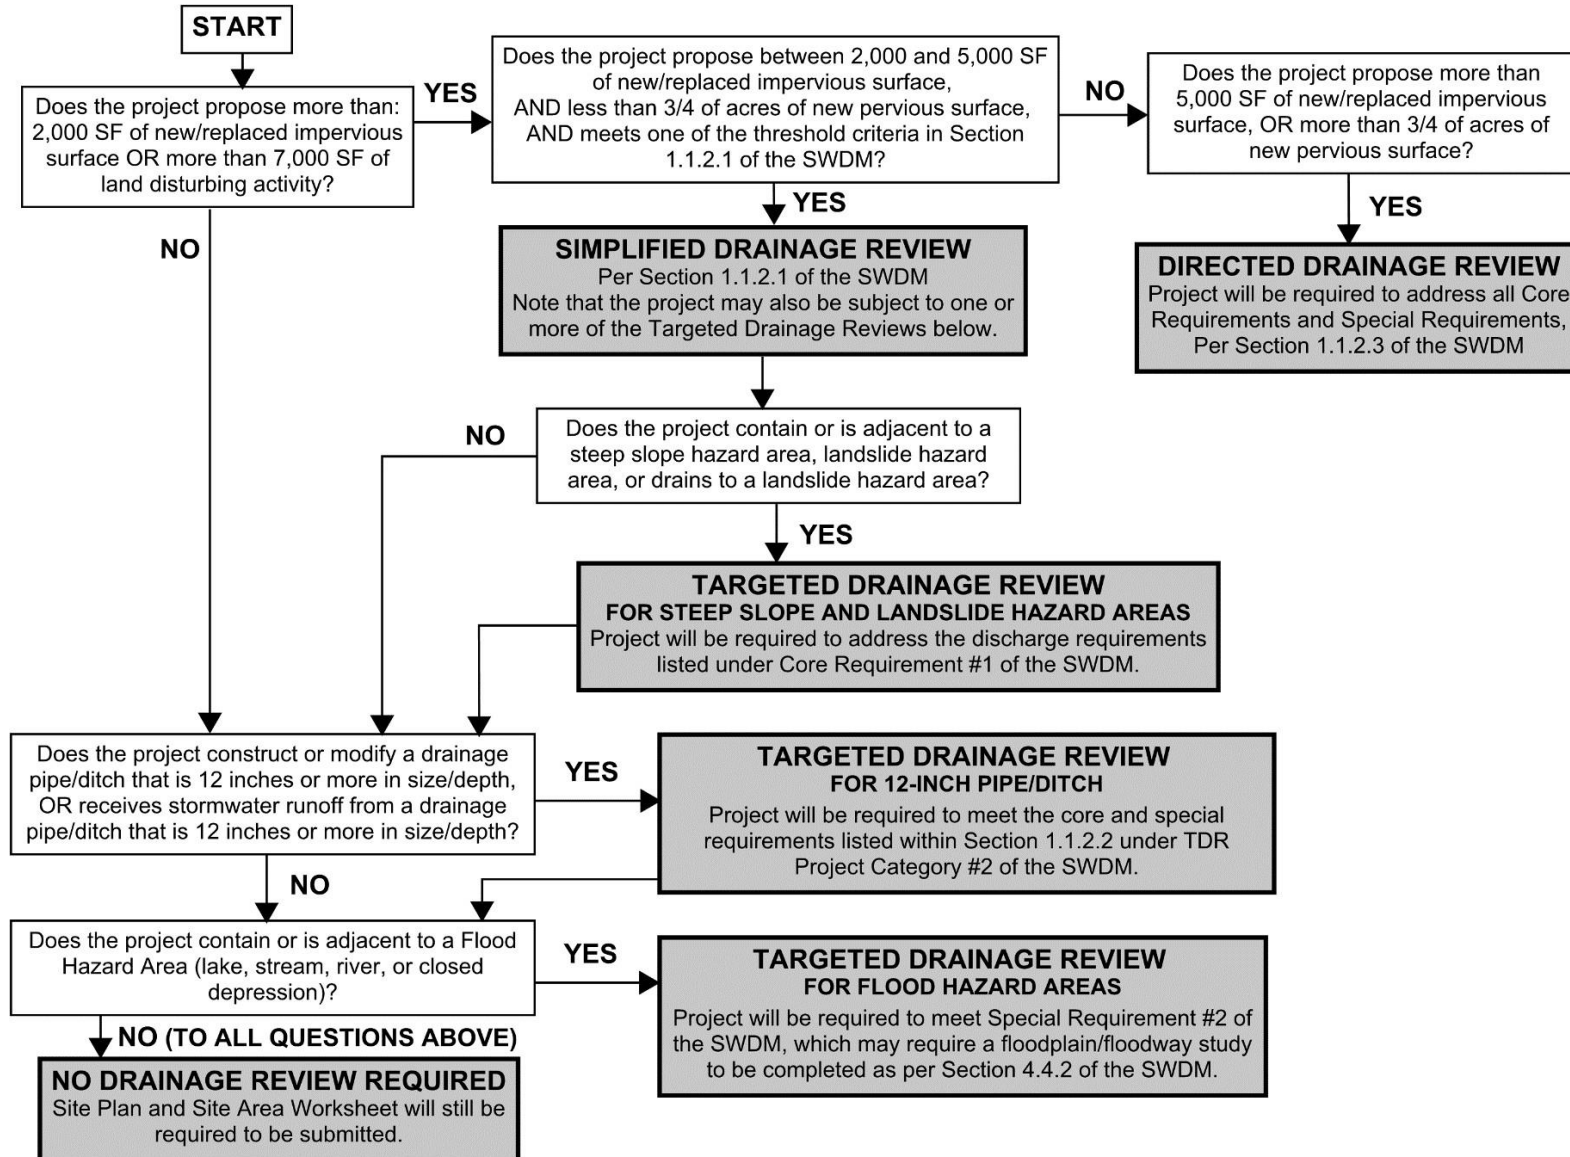 START
Does the project propose more than:
2,000 SF of new/replaced impervious
surface OR more than 7,000 SF of
land disturbing activity?
YES
Does the project propose between 2,000 and 5,000 SF
of new/replaced impervious surface,
AND less than 3/4 of acres of new pervious surface,
AND meets one of the threshold criteria in Section
1.1.2.1 of the SWDM?
NO
Does the project propose more than
5,000 SF of new/replaced impervious
surface, OR more than 3/4 of acres of
new pervious surface?
NO
YES
YES
SIMPLIFIED DRAINAGE REVIEW
Per Section 1.1.2.1 of the SWDM
Note that the project may also be subject to one or
more of the Targeted Drainage Reviews below.
DIRECTED DRAINAGE REVIEW
Project will be required to address all Core
Requirements and Special Requirements,
Per Section 1.1.2.3 of the SWDM
NO
Does the project contain or is adjacent to a
steep slope hazard area, landslide hazard
area, or drains to a landslide hazard area?
YES
TARGETED DRAINAGE REVIEW
FOR STEEP SLOPE AND LANDSLIDE HAZARD AREAS
Project will be required to address the discharge requirements
listed under Core Requirement #1 of the SWDM.
Does the project construct or modify a drainage
pipe/ditch that is 12 inches or more in size/depth,
OR receives stormwater runoff from a drainage
pipe/ditch that is 12 inches or more in size/depth?
YES
TARGETED DRAINAGE REVIEW
FOR 12-INCH PIPE/DITCH
Project will be required to meet the core and special
requirements listed within Section 1.1.2.2 under TDR
Project Category #2 of the SWDM.
NO
Does the project contain or is adjacent to a Flood
Hazard Area (lake, stream, river, or closed
depression)?
YES
TARGETED DRAINAGE REVIEW
FOR FLOOD HAZARD AREAS
Project will be required to meet Special Requirement #2 of
the SWDM, which may require a floodplain/floodway study
to be completed as per Section 4.4.2 of the SWDM.
NO (TO ALL QUESTIONS ABOVE)
NO DRAINAGE REVIEW REQUIRED
Site Plan and Site Area Worksheet will still be
required to be submitted.